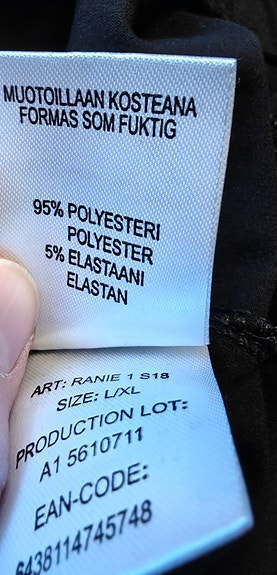 MUOTOILLAAN KOSTEANA
FORMAS SOM FUKTIG
95% POLYESTERI
POLYESTER
5% ELASTAANI
ELASTAN
ART: RANIE 1 S18
SIZE: L/XL
PRODUCTION LOT:
A1 5610711
EAN-CODE:
6438114745748